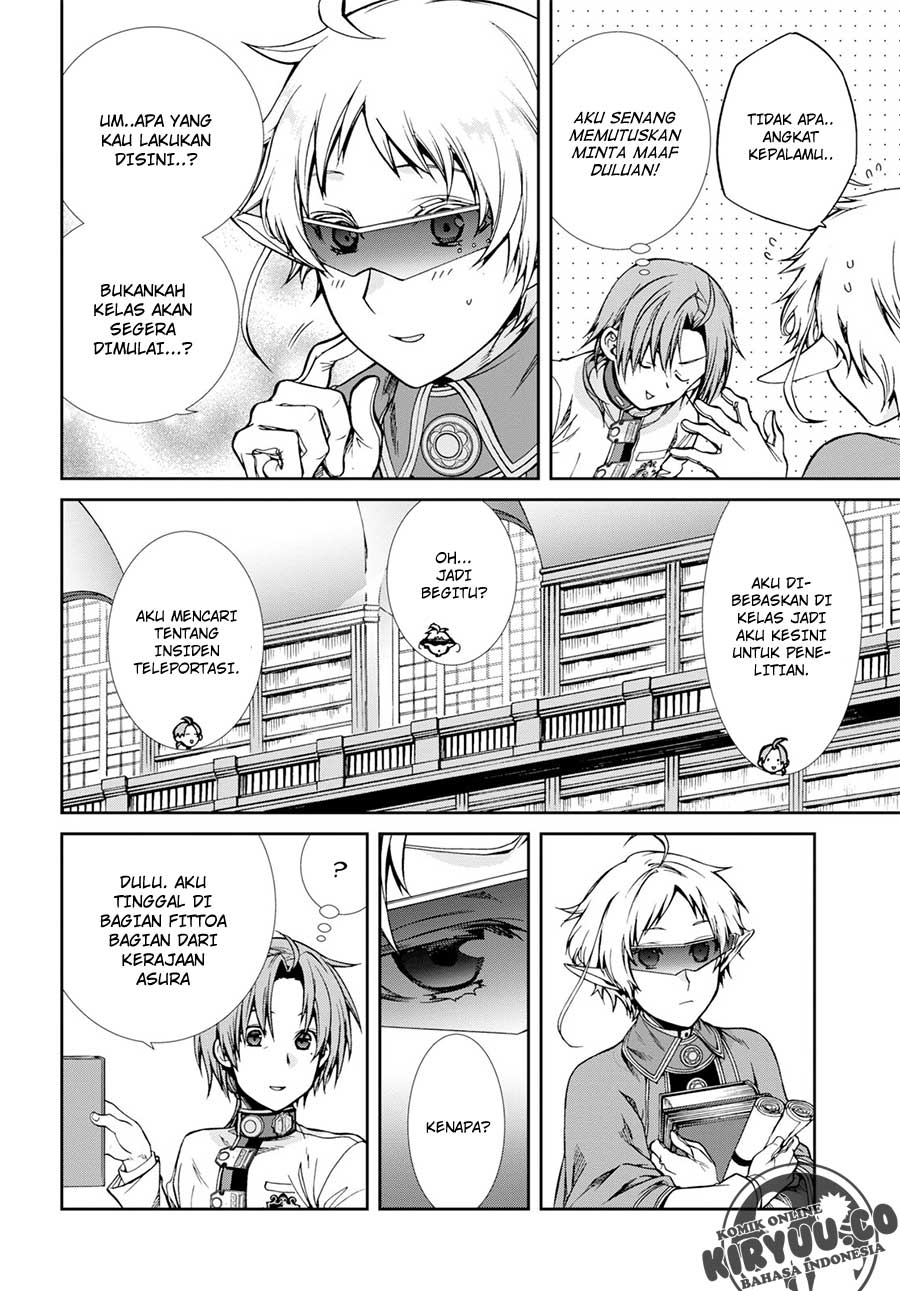 TIDAK APA..
ANGKAT
KEPALAMU..
AKU SENANG
MEMUTUSKAN
MINTA MAAF
DULUAN!
UM..APA YANG
KAU LAKUKAN
DISINI..?
BUKANKAH
KELAS AKAN
SEGERA
DIMULAI...?
AKU DI-
BEBASKAN DI
KELAS JADI
AKU KESINI
UNTUK PENE-
LITIAN.
OH...
JADI
BEGITU?
AKU MENCARI
TENTANG
INSIDEN
TELEPORTASI.
KENAPA?
?
DULU. AKU
TINGGAL DI
BAGIAN FITTOA
BAGIAN DARI
KERAJAAN
ASURA
KOMIK ONLINE
KIRYUU.CO
BAHASA INDONESIA